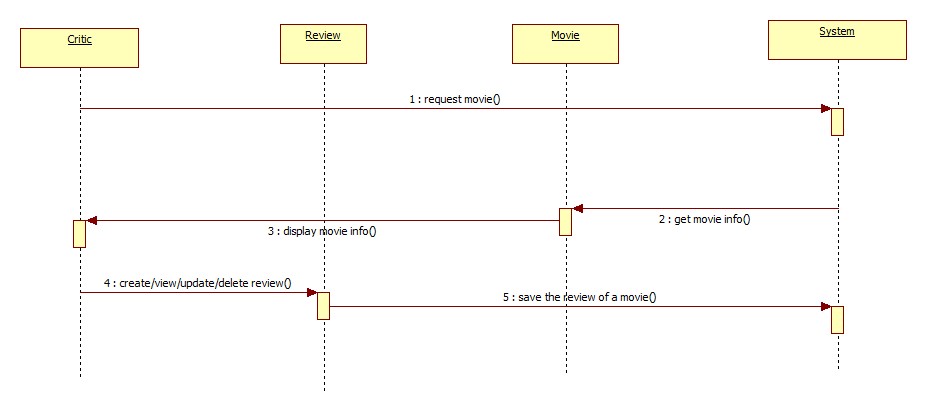 Critic
Review
Movie
System
1 : request movie()
2 : get movie info()
3 : display movie info()
4 : create/view/update/delete review()
5 : save the review of a movie()